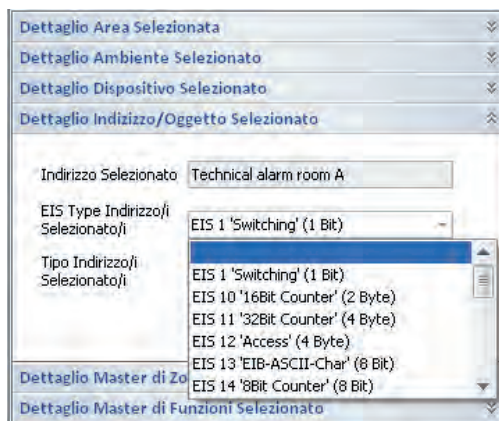 Dettaglio Area Selezionata
Dettaglio Ambiente Selezionato
Dettaglio Dispositivo Selezionato
Dettaglio Indizizzo/Oggetto Selezionato
Indirizzo Selezionato Technical alarm room A
EIS Type Indirizzo/i
Selezionato/i
EIS 1 'Switching' (1 Bit)
Tipo Indirizzo/i
Selezionato/i
EIS 1 'Switching' (1 Bit)
EIS 10 '16Bit Counter' (2 Byte)
EIS 11 '32Bit Counter' (4 Byte)
EIS 12 'Access' (4 Byte)
EIS 13 'EIB-ASCII-Char' (8 Bit)
EIS 14 '8Bit Counter' (8 Bit)
Dettaglio Master di Zo
Dettaglio Master di Funzioni Selezionato